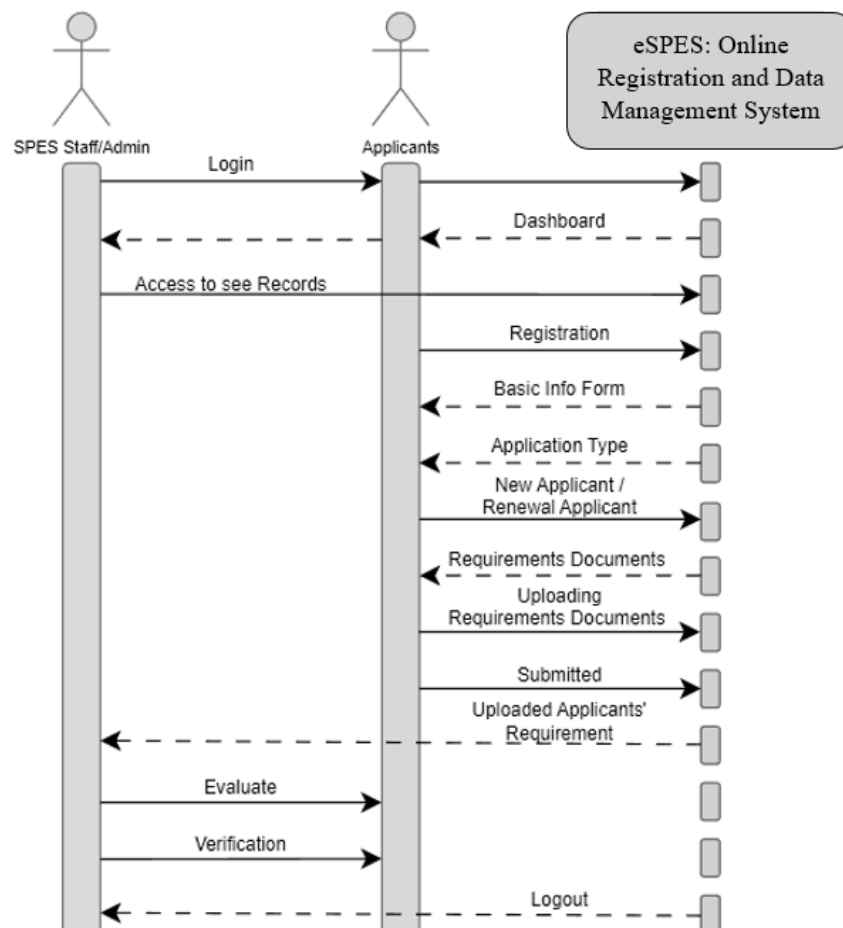 eSPES: Online
Registration and Data
Management System
SPES Staff/Admin
Applicants
Login
Dashboard
Access to see Records
Registration
Basic Info Form
Application Type
New Applicant /
Renewal Applicant
Requirements Documents
Uploading
Requirements Documents
Submitted
Uploaded Applicants'
Requirement
Evaluate
Verification
Logout